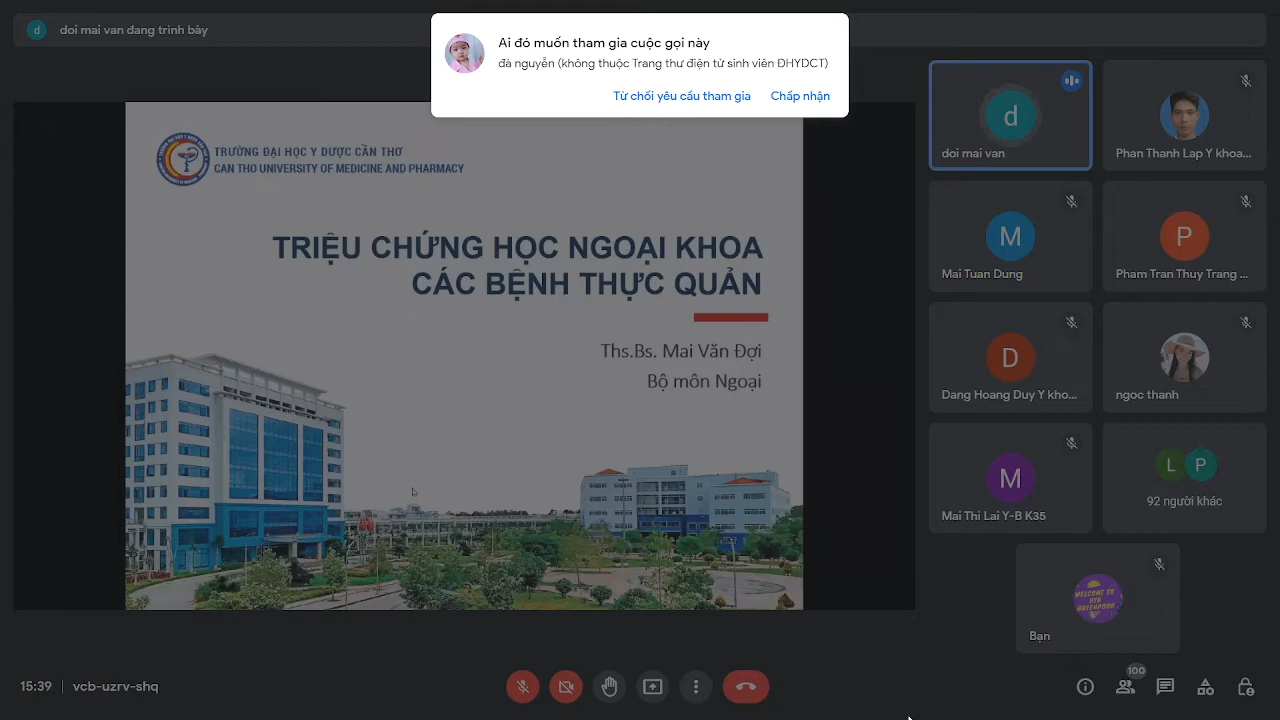 d
doi mai van đang trình bày
Ai đó muốn tham gia cuộc gọi này
đà nguyễn (không thuộc Trang thư điện tử sinh viên ĐHYDCT)
Từ chối yêu cầu tham gia
Chấp nhận
TRƯỜNG ĐẠI HỌC Y DƯỢC CẦN THƠ
CAN THO UNIVERSITY OF MEDICINE AND PHARMACY
TRIỆU CHỨNG HỌC NGOẠI KHOA
CÁC BỆNH THỰC QUẢN
Ths.Bs. Mai Văn Đợi
Bộ môn Ngoại
d
doi mai van
Phan Thanh Lap Y khoa...
M
Mai Tuan Dung
P
Pham Tran Thuy Trang ...
D
Dang Hoang Duy Y kho...
ngoc thanh
M
Mai Thi Lai Y-B K35
L P
92 người khác
WELCOME TO
Bạn
15:39
vcb-uzrv-shq
100